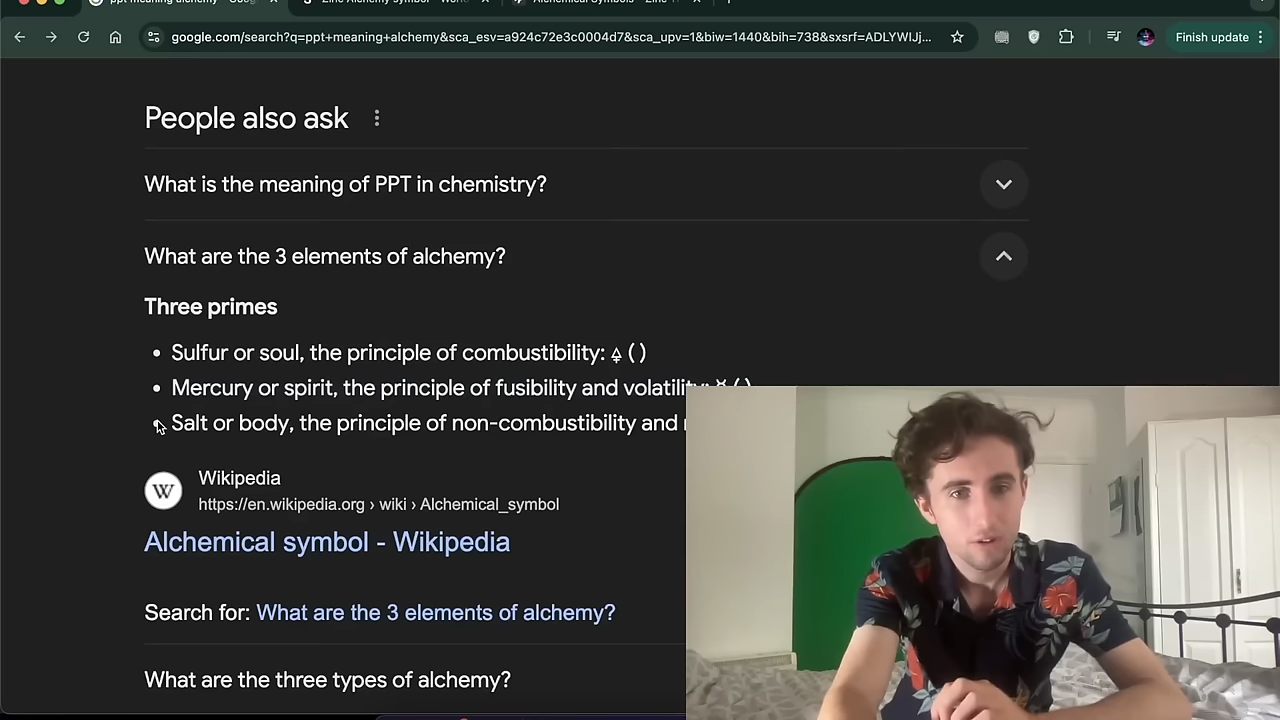 google.com/search?q=ppt+meaning+alchemy&sca_esv=a924c72e3c0004d7&sca_upv=1&biw=1440&bih=738&sxsrf=ADLYWIJj...
Finish update
People also ask
What is the meaning of PPT in chemistry?
What are the 3 elements of alchemy?
Three primes
• Sulfur or soul, the principle of combustibility: 🜍 ( )
• Mercury or spirit, the principle of fusibility and volatility: ☿ ( )
• Salt or body, the principle of non-combustibility and
W
Wikipedia
https://en.wikipedia.org › wiki › Alchemical_symbol
Alchemical symbol - Wikipedia
Search for: What are the 3 elements of alchemy?
What are the three types of alchemy?